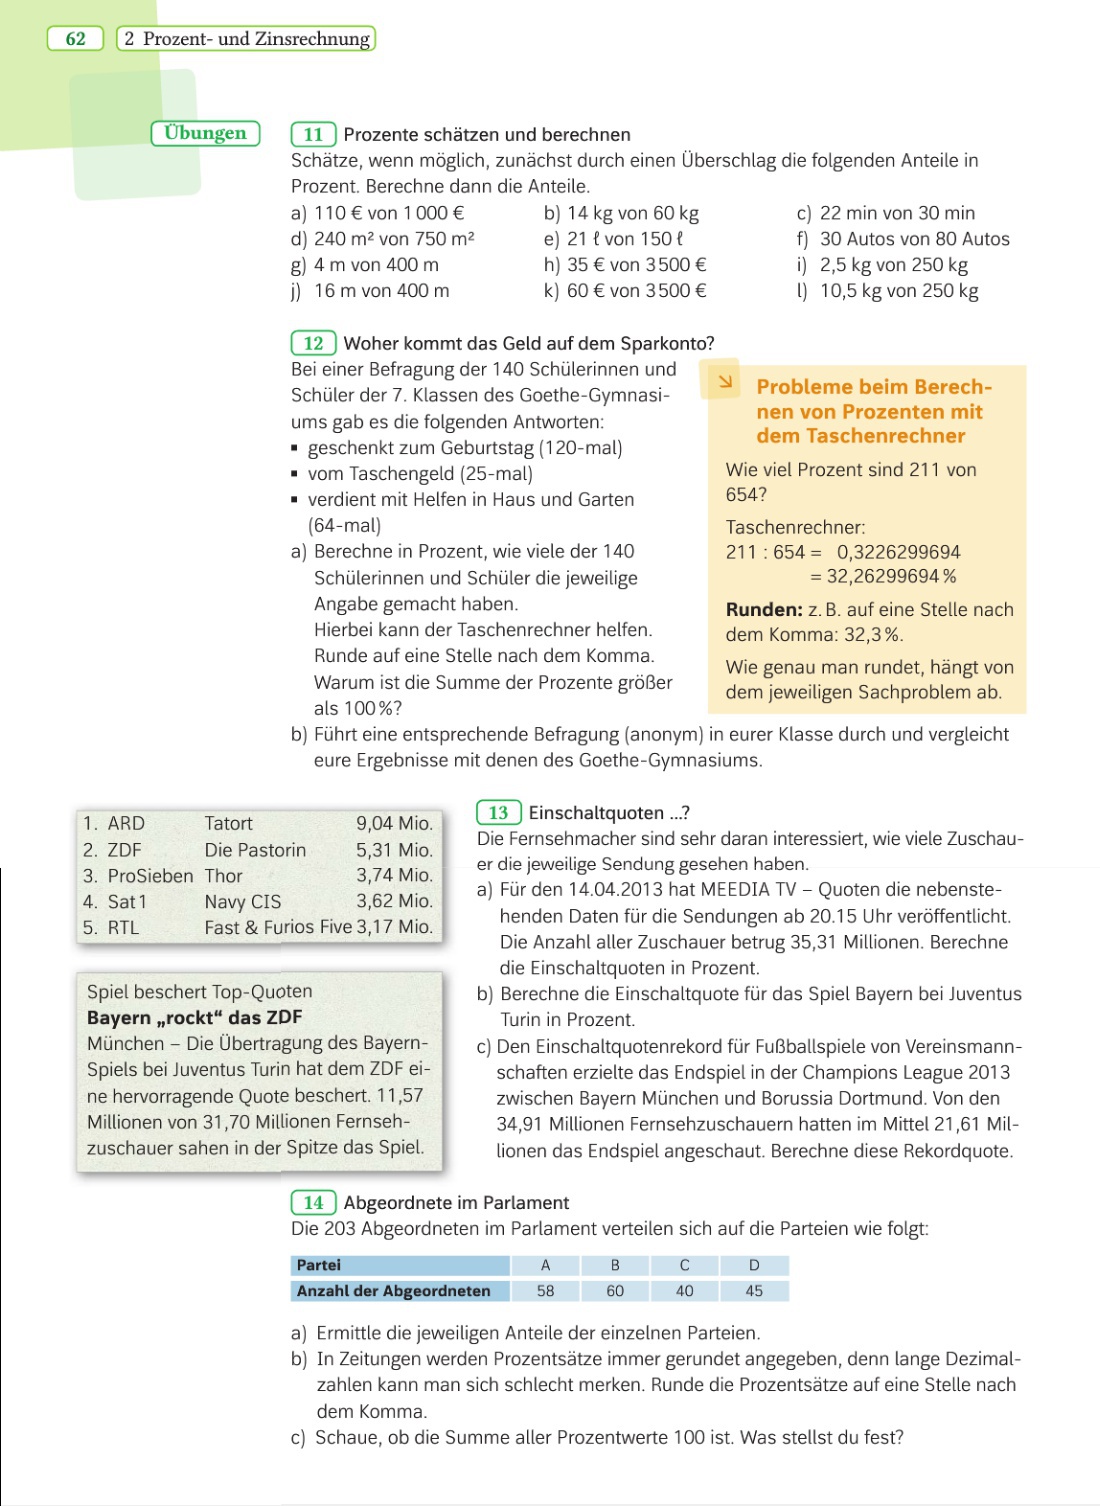 62
2 Prozent- und Zinsrechnung
Übungen
11 Prozente schätzen und berechnen
Schätze, wenn möglich, zunächst durch einen Überschlag die folgenden Anteile in
Prozent. Berechne dann die Anteile.
a) 110 € von 1 000 € b) 14 kg von 60 kg c) 22 min von 30 min
d) 240 m² von 750 m² e) 21 ℓ von 150 ℓ f) 30 Autos von 80 Autos
g) 4 m von 400 m h) 35 € von 3 500 € i) 2,5 kg von 250 kg
j) 16 m von 400 m k) 60 € von 3 500 € l) 10,5 kg von 250 kg
12 Woher kommt das Geld auf dem Sparkonto?
Bei einer Befragung der 140 Schülerinnen und
Schüler der 7. Klassen des Goethe-Gymnasi-
ums gab es die folgenden Antworten:
▪ geschenkt zum Geburtstag (120-mal)
▪ vom Taschengeld (25-mal)
▪ verdient mit Helfen in Haus und Garten
(64-mal)
a) Berechne in Prozent, wie viele der 140
Schülerinnen und Schüler die jeweilige
Angabe gemacht haben.
Hierbei kann der Taschenrechner helfen.
Runde auf eine Stelle nach dem Komma.
Warum ist die Summe der Prozente größer
als 100 %?
b) Führt eine entsprechende Befragung (anonym) in eurer Klasse durch und vergleicht
eure Ergebnisse mit denen des Goethe-Gymnasiums.
↘ Probleme beim Berech-
nen von Prozenten mit
dem Taschenrechner
Wie viel Prozent sind 211 von
654?
Taschenrechner:
211 : 654 = 0,3226299694
= 32,26299694 %
Runden: z. B. auf eine Stelle nach
dem Komma: 32,3 %.
Wie genau man rundet, hängt von
dem jeweiligen Sachproblem ab.
1. ARD Tatort 9,04 Mio.
2. ZDF Die Pastorin 5,31 Mio.
3. ProSieben Thor 3,74 Mio.
4. Sat 1 Navy CIS 3,62 Mio.
5. RTL Fast & Furios Five 3,17 Mio.
Spiel beschert Top-Quoten
Bayern „rockt“ das ZDF
München – Die Übertragung des Bayern-
Spiels bei Juventus Turin hat dem ZDF ei-
ne hervorragende Quote beschert. 11,57
Millionen von 31,70 Millionen Fernseh-
zuschauer sahen in der Spitze das Spiel.
13 Einschaltquoten ...?
Die Fernsehmacher sind sehr daran interessiert, wie viele Zuschau-
er die jeweilige Sendung gesehen haben.
a) Für den 14.04.2013 hat MEEDIA TV – Quoten die nebenste-
henden Daten für die Sendungen ab 20.15 Uhr veröffentlicht.
Die Anzahl aller Zuschauer betrug 35,31 Millionen. Berechne
die Einschaltquoten in Prozent.
b) Berechne die Einschaltquote für das Spiel Bayern bei Juventus
Turin in Prozent.
c) Den Einschaltquotenrekord für Fußballspiele von Vereinsmann-
schaften erzielte das Endspiel in der Champions League 2013
zwischen Bayern München und Borussia Dortmund. Von den
34,91 Millionen Fernsehzuschauern hatten im Mittel 21,61 Mil-
lionen das Endspiel angeschaut. Berechne diese Rekordquote.
14 Abgeordnete im Parlament
Die 203 Abgeordneten im Parlament verteilen sich auf die Parteien wie folgt:
Partei A B C D
Anzahl der Abgeordneten 58 60 40 45
a) Ermittle die jeweiligen Anteile der einzelnen Parteien.
b) In Zeitungen werden Prozentsätze immer gerundet angegeben, denn lange Dezimal-
zahlen kann man sich schlecht merken. Runde die Prozentsätze auf eine Stelle nach
dem Komma.
c) Schaue, ob die Summe aller Prozentwerte 100 ist. Was stellst du fest?